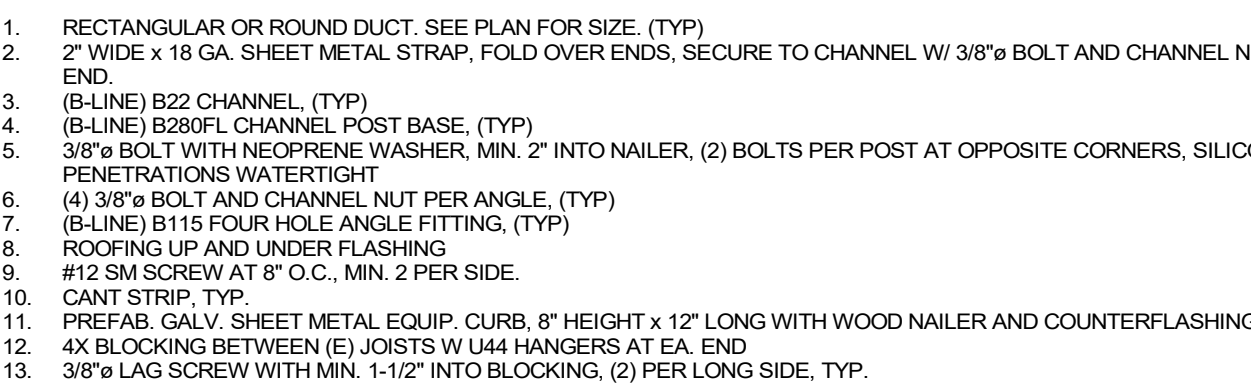 1. RECTANGULAR OR ROUND DUCT. SEE PLAN FOR SIZE. (TYP)
2. 2" WIDE x 18 GA. SHEET METAL STRAP, FOLD OVER ENDS, SECURE TO CHANNEL W/ 3/8"ø BOLT AND CHANNEL
END.
3. (B-LINE) B22 CHANNEL, (TYP)
4. (B-LINE) B280FL CHANNEL POST BASE, (TYP)
5. 3/8"ø BOLT WITH NEOPRENE WASHER, MIN. 2" INTO NAILER, (2) BOLTS PER POST AT OPPOSITE CORNERS,
PENETRATIONS WATERTIGHT
6. (4) 3/8"ø BOLT AND CHANNEL NUT PER ANGLE, (TYP)
7. (B-LINE) B115 FOUR HOLE ANGLE FITTING, (TYP)
8. ROOFING UP AND UNDER FLASHING
9. #12 SM SCREW AT 8" O.C., MIN. 2 PER SIDE.
10. CANT STRIP, TYP.
11. PREFAB. GALV. SHEET METAL EQUIP. CURB, 8" HEIGHT x 12" LONG WITH WOOD NAILER AND COUNTERFLASHING
12. 4X BLOCKING BETWEEN (E) JOISTS W U44 HANGERS AT EA. END
13. 3/8"ø LAG SCREW WITH MIN. 1-1/2" INTO BLOCKING, (2) PER LONG SIDE, TYP.